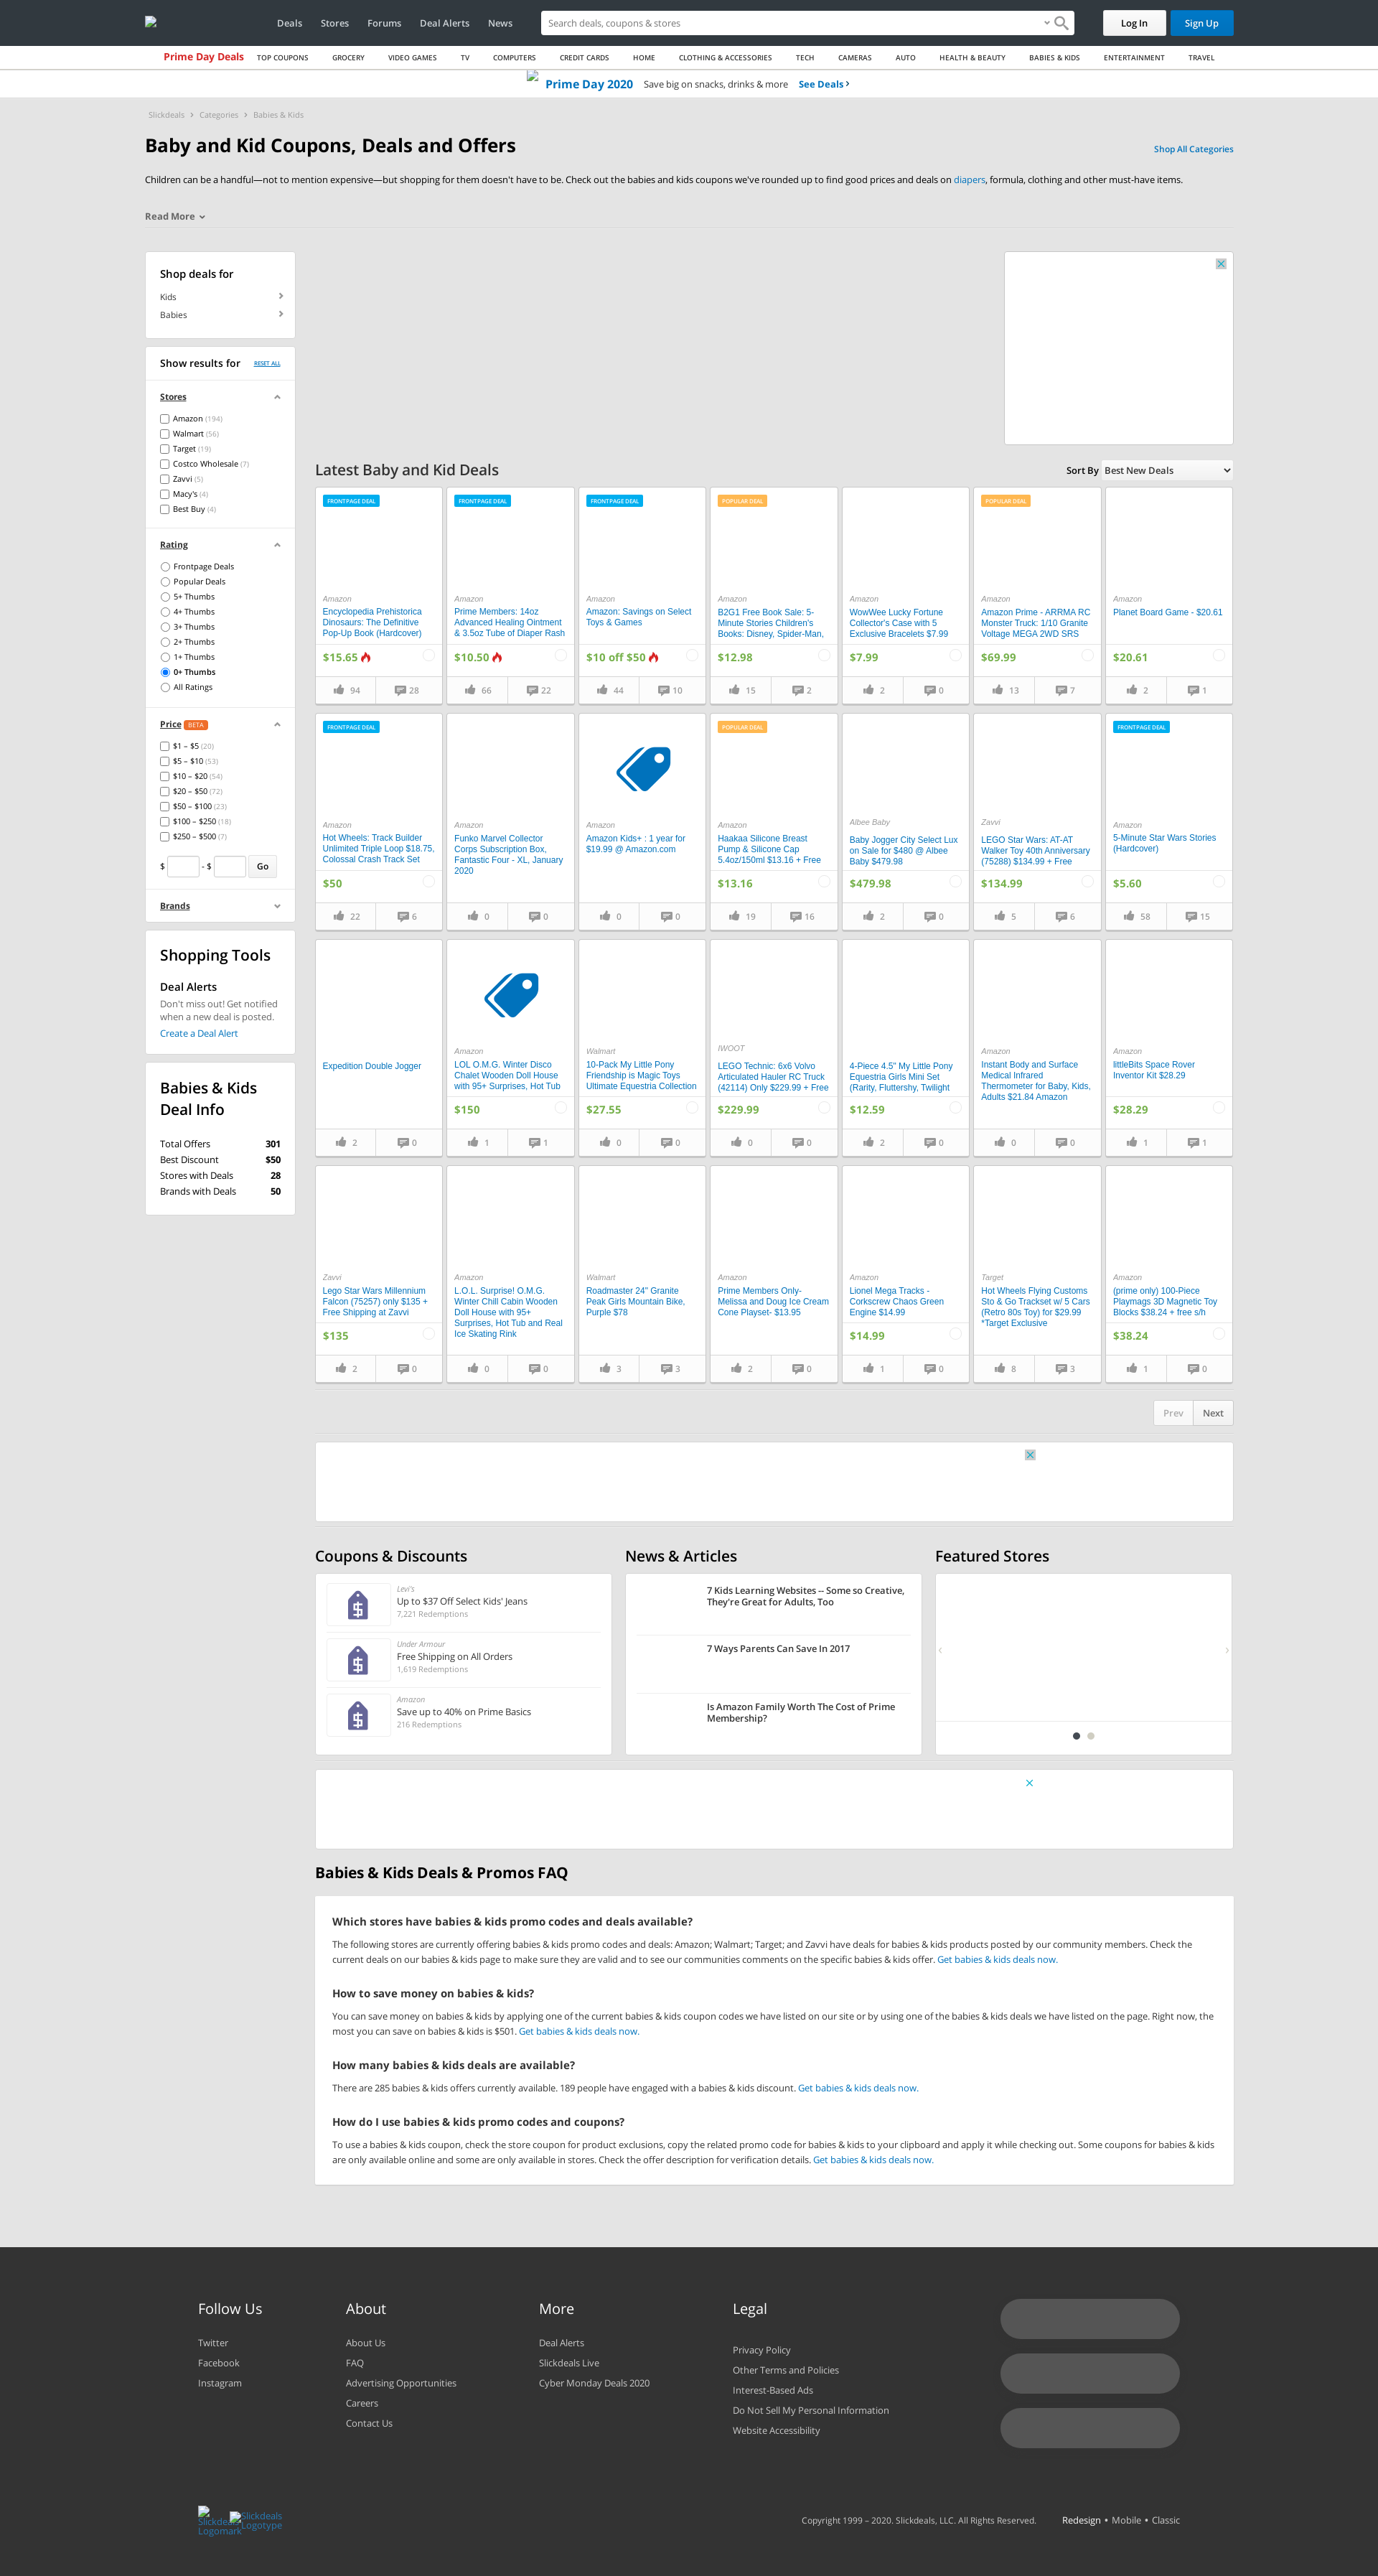 Deals
Stores
Forums
Deal Alerts
News
Search deals, coupons & stores
Log In
Sign Up
Prime Day Deals
TOP COUPONS
GROCERY
VIDEO GAMES
TV
COMPUTERS
CREDIT CARDS
HOME
CLOTHING & ACCESSORIES
TECH
CAMERAS
AUTO
HEALTH & BEAUTY
BABIES & KIDS
ENTERTAINMENT
TRAVEL
Prime Day 2020 Save big on snacks, drinks & more See Deals
Slickdeals › Categories › Babies & Kids
Baby and Kid Coupons, Deals and Offers
Shop All Categories
Children can be a handful—not to mention expensive—but shopping for them doesn't have to be. Check out the babies and kids coupons we've rounded up to find good prices and deals on diapers, formula, clothing and other must-have items.
Read More
Shop deals for
Kids
Babies
Show results for
RESET ALL
Stores
Amazon (194)
Walmart (56)
Target (19)
Costco Wholesale (7)
Zavvi (5)
Macy's (4)
Best Buy (4)
Rating
Frontpage Deals
Popular Deals
5+ Thumbs
4+ Thumbs
3+ Thumbs
2+ Thumbs
1+ Thumbs
0+ Thumbs
All Ratings
Price BETA
$1 – $5 (20)
$5 – $10 (53)
$10 – $20 (54)
$20 – $50 (72)
$50 – $100 (23)
$100 – $250 (18)
$250 – $500 (7)
$ - $ Go
Brands
Shopping Tools
Deal Alerts
Don't miss out! Get notified
when a new deal is posted.
Create a Deal Alert
Babies & Kids
Deal Info
Total Offers 301
Best Discount $50
Stores with Deals 28
Brands with Deals 50
Latest Baby and Kid Deals
Sort By Best New Deals
FRONTPAGE DEAL
Amazon
Encyclopedia Prehistorica
Dinosaurs: The Definitive
Pop-Up Book (Hardcover)
$15.65
94
28
FRONTPAGE DEAL
Amazon
Prime Members: 14oz
Advanced Healing Ointment
& 3.5oz Tube of Diaper Rash
$10.50
66
22
FRONTPAGE DEAL
Amazon
Amazon: Savings on Select
Toys & Games
$10 off $50
44
10
POPULAR DEAL
Amazon
B2G1 Free Book Sale: 5-
Minute Stories Children's
Books: Disney, Spider-Man,
$12.98
15
2
Amazon
WowWee Lucky Fortune
Collector's Case with 5
Exclusive Bracelets $7.99
$7.99
2
0
POPULAR DEAL
Amazon
Amazon Prime - ARRMA RC
Monster Truck: 1/10 Granite
Voltage MEGA 2WD SRS
$69.99
13
7
Amazon
Planet Board Game - $20.61
$20.61
2
1
FRONTPAGE DEAL
Amazon
Hot Wheels: Track Builder
Unlimited Triple Loop $18.75,
Colossal Crash Track Set
$50
22
6
Amazon
Funko Marvel Collector
Corps Subscription Box,
Fantastic Four - XL, January
2020
0
0
Amazon
Amazon Kids+ : 1 year for
$19.99 @ Amazon.com
0
0
POPULAR DEAL
Amazon
Haakaa Silicone Breast
Pump & Silicone Cap
5.4oz/150ml $13.16 + Free
$13.16
19
16
Albee Baby
Baby Jogger City Select Lux
on Sale for $480 @ Albee
Baby $479.98
$479.98
2
0
Zavvi
LEGO Star Wars: AT-AT
Walker Toy 40th Anniversary
(75288) $134.99 + Free
$134.99
5
6
FRONTPAGE DEAL
Amazon
5-Minute Star Wars Stories
(Hardcover)
$5.60
58
15
Expedition Double Jogger
2
0
Amazon
LOL O.M.G. Winter Disco
Chalet Wooden Doll House
with 95+ Surprises, Hot Tub
$150
1
1
Walmart
10-Pack My Little Pony
Friendship is Magic Toys
Ultimate Equestria Collection
$27.55
0
0
IWOOT
LEGO Technic: 6x6 Volvo
Articulated Hauler RC Truck
(42114) Only $229.99 + Free
$229.99
0
0
4-Piece 4.5" My Little Pony
Equestria Girls Mini Set
(Rarity, Fluttershy, Twilight
$12.59
2
0
Amazon
Instant Body and Surface
Medical Infrared
Thermometer for Baby, Kids,
Adults $21.84 Amazon
0
0
Amazon
littleBits Space Rover
Inventor Kit $28.29
$28.29
1
1
Zavvi
Lego Star Wars Millennium
Falcon (75257) only $135 +
Free Shipping at Zavvi
$135
2
0
Amazon
L.O.L. Surprise! O.M.G.
Winter Chill Cabin Wooden
Doll House with 95+
Surprises, Hot Tub and Real
Ice Skating Rink
0
0
Walmart
Roadmaster 24" Granite
Peak Girls Mountain Bike,
Purple $78
3
3
Amazon
Prime Members Only-
Melissa and Doug Ice Cream
Cone Playset- $13.95
2
0
Amazon
Lionel Mega Tracks -
Corkscrew Chaos Green
Engine $14.99
$14.99
1
0
Target
Hot Wheels Flying Customs
Sto & Go Trackset w/ 5 Cars
(Retro 80s Toy) for $29.99
*Target Exclusive
8
3
Amazon
(prime only) 100-Piece
Playmags 3D Magnetic Toy
Blocks $38.24 + free s/h
$38.24
1
0
Prev
Next
Coupons & Discounts
Levi's
Up to $37 Off Select Kids' Jeans
7,221 Redemptions
Under Armour
Free Shipping on All Orders
1,619 Redemptions
Amazon
Save up to 40% on Prime Basics
216 Redemptions
News & Articles
7 Kids Learning Websites -- Some so Creative,
They're Great for Adults, Too
7 Ways Parents Can Save In 2017
Is Amazon Family Worth The Cost of Prime
Membership?
Featured Stores
Babies & Kids Deals & Promos FAQ
Which stores have babies & kids promo codes and deals available?
The following stores are currently offering babies & kids promo codes and deals: Amazon; Walmart; Target; and Zavvi have deals for babies & kids products posted by our community members. Check the
current deals on our babies & kids page to make sure they are valid and to see our communities comments on the specific babies & kids offer. Get babies & kids deals now.
How to save money on babies & kids?
You can save money on babies & kids by applying one of the current babies & kids coupon codes we have listed on our site or by using one of the babies & kids deals we have listed on the page. Right now, the
most you can save on babies & kids is $501. Get babies & kids deals now.
How many babies & kids deals are available?
There are 285 babies & kids offers currently available. 189 people have engaged with a babies & kids discount. Get babies & kids deals now.
How do I use babies & kids promo codes and coupons?
To use a babies & kids coupon, check the store coupon for product exclusions, copy the related promo code for babies & kids to your clipboard and apply it while checking out. Some coupons for babies & kids
are only available online and some are only available in stores. Check the offer description for verification details. Get babies & kids deals now.
Follow Us
Twitter
Facebook
Instagram
About
About Us
FAQ
Advertising Opportunities
Careers
Contact Us
More
Deal Alerts
Slickdeals Live
Cyber Monday Deals 2020
Legal
Privacy Policy
Other Terms and Policies
Interest-Based Ads
Do Not Sell My Personal Information
Website Accessibility
Slickdeals
Logomark
Slickdeals
Logotype
Copyright 1999 – 2020. Slickdeals, LLC. All Rights Reserved.
Redesign • Mobile • Classic